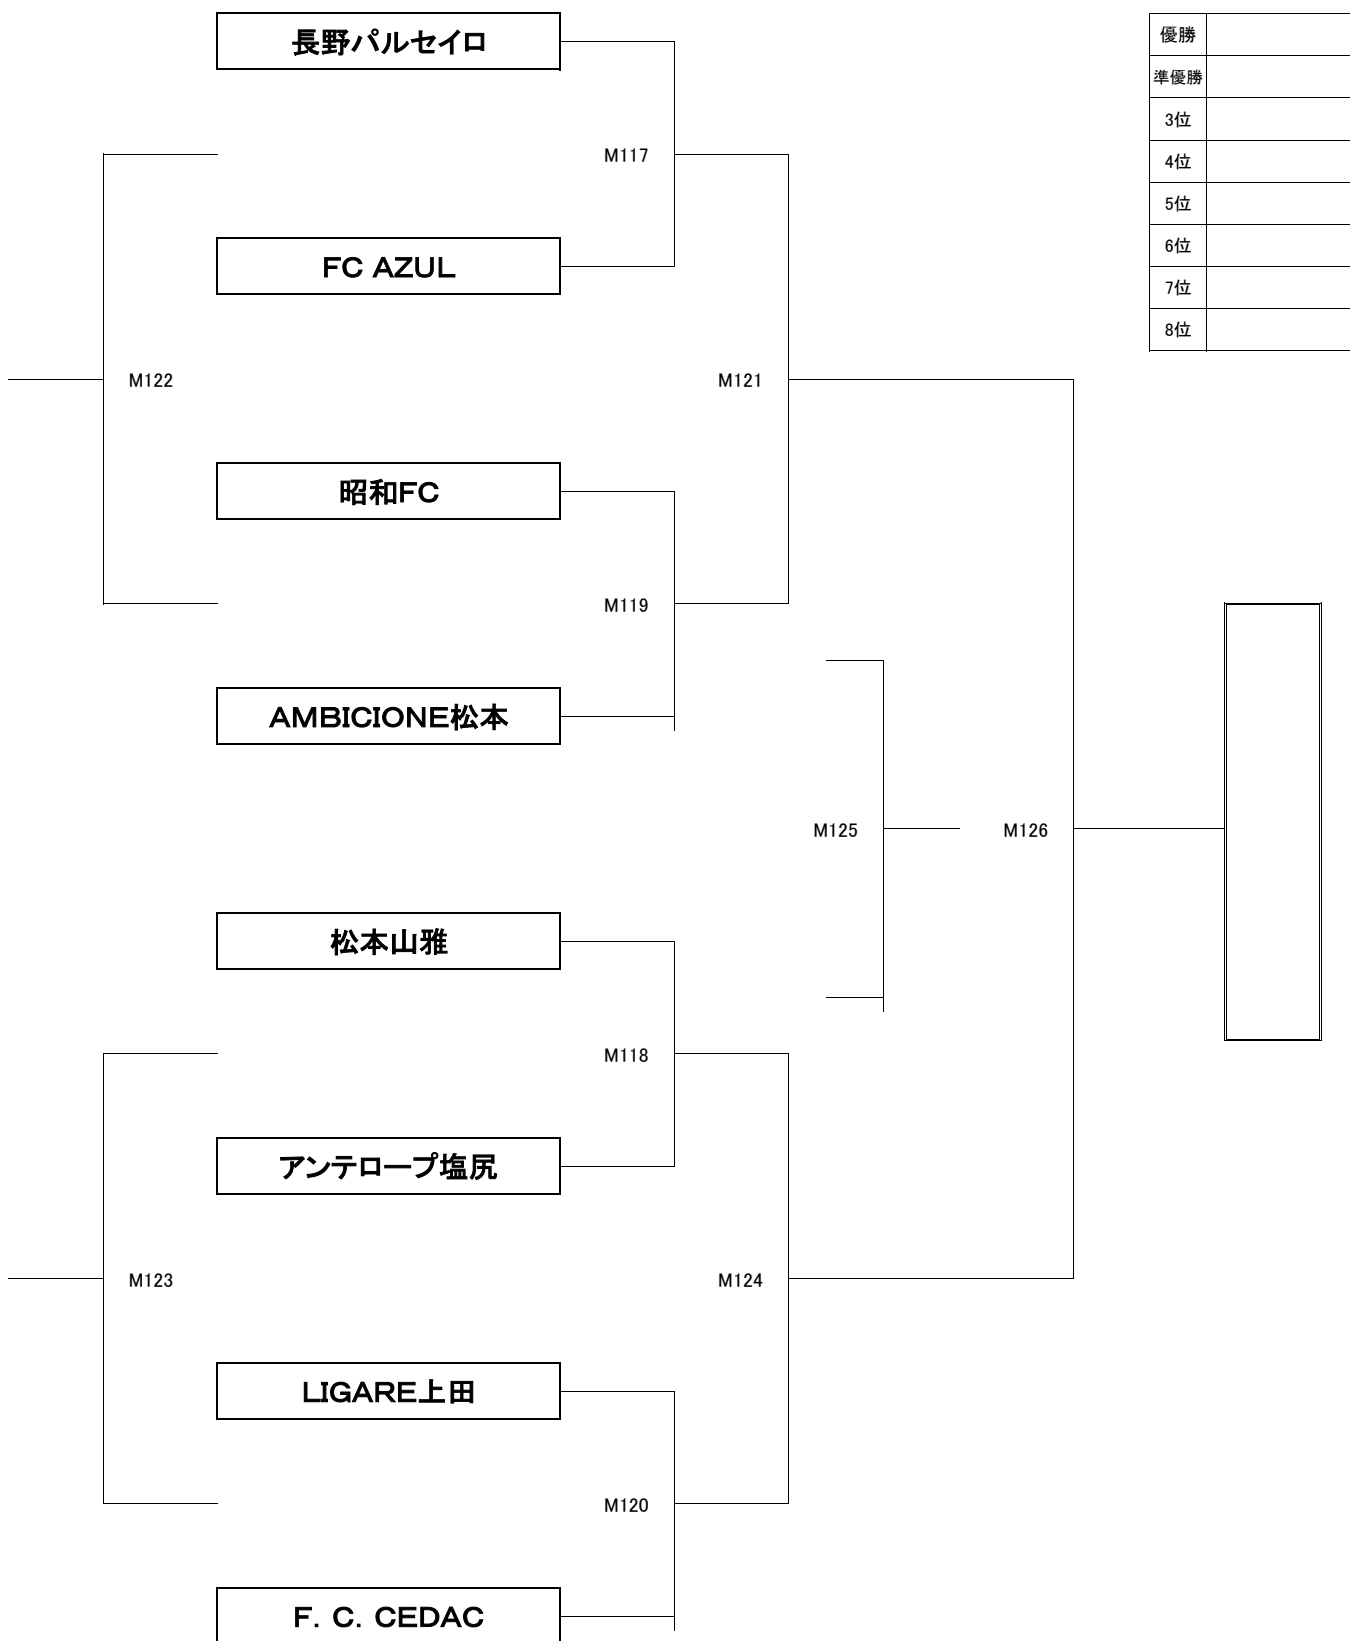 長野パルセイロ
優勝
準優勝
3位
M117
4位
5位
6位
FC AZUL
7位
8位
M122
M121
昭和FC
M119
AMBICIONE松本
M125
M126
松本山雅
M118
アンテロープ塩尻
M123
M124
LIGARE上田
M120
F. C. CEDAC